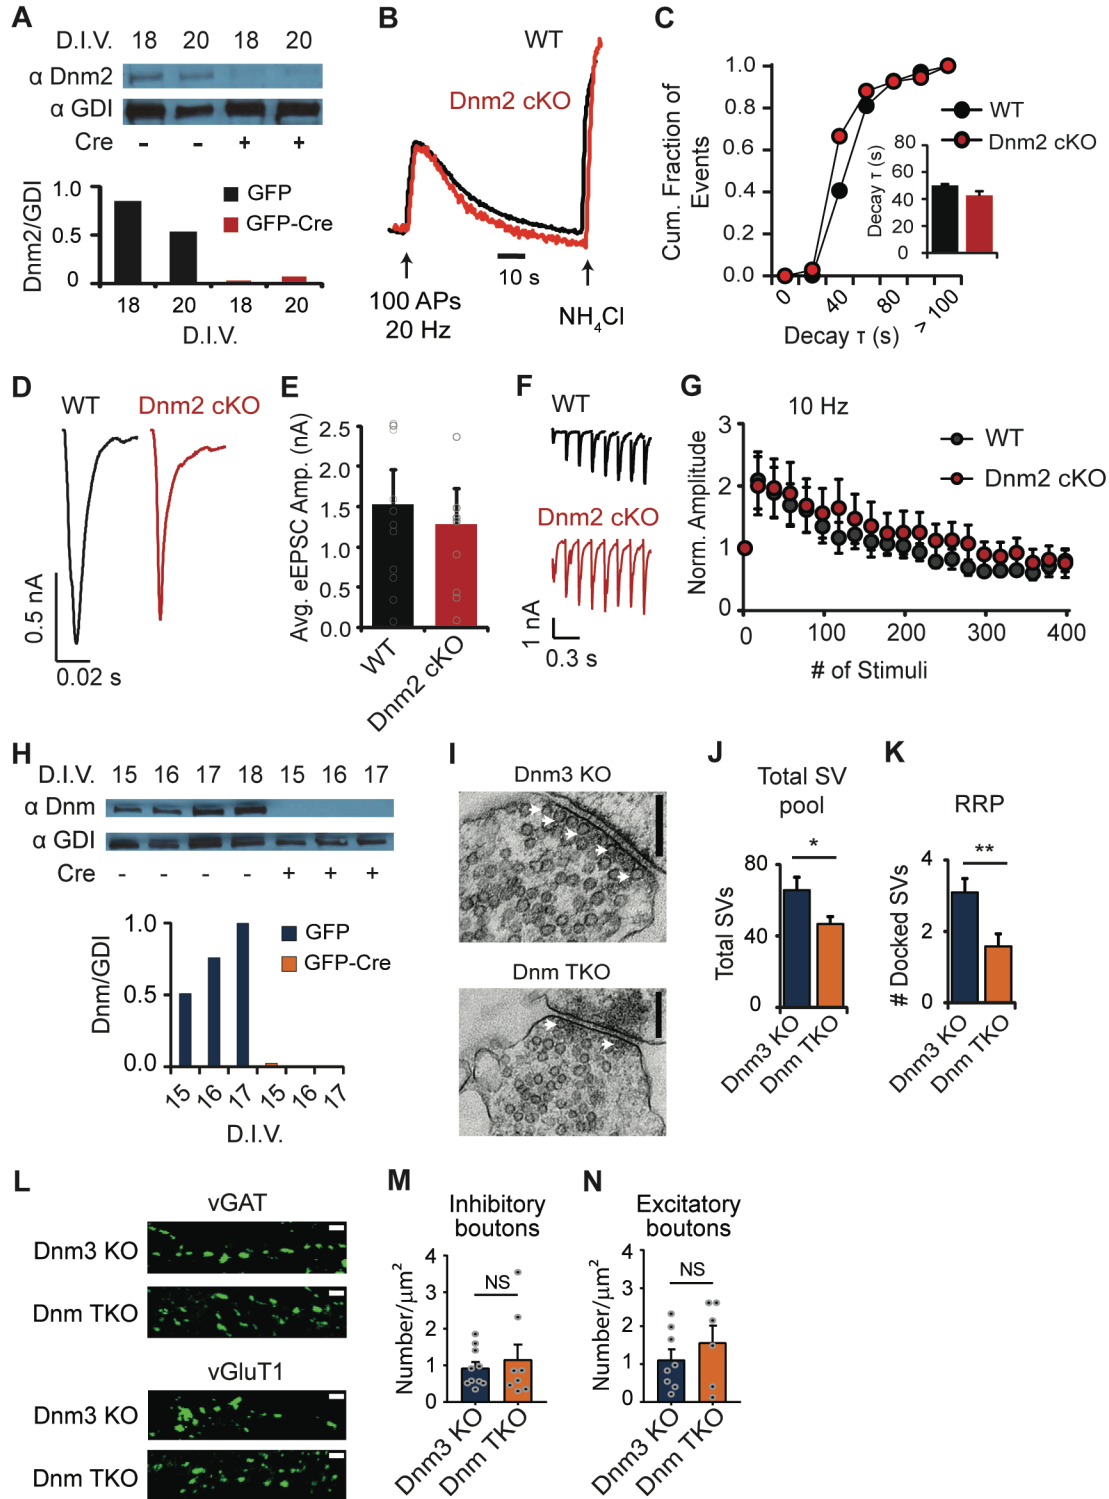 A
D.I.V. 18 20 18 20
α Dnm2
α GDI
Cre - - + +
Dnm2/GDI
1.0
0.5
0
GFP
GFP-Cre
18 20 18 20
D.I.V.
B
WT
Dnm2 cKO
10 s
100 APs
20 Hz
NH4Cl
C
Cum. Fraction of
Events
1.0
0.8
0.6
0.4
0.2
0.0
0 40 80 > 100
Decay τ (s)
WT
Dnm2 cKO
Decay τ (s)
80
60
40
20
0
D
WT
Dnm2 cKO
0.5 nA
0.02 s
E
Avg. eEPSC Amp. (nA)
2.5
2.0
1.5
1.0
0.5
0.0
WT
Dnm2 cKO
F
WT
Dnm2 cKO
1 nA
0.3 s
G
10 Hz
Norm. Amplitude
3
2
1
0
WT
Dnm2 cKO
0 100 200 300 400
# of Stimuli
H
D.I.V. 15 16 17 18 15 16 17
α Dnm
α GDI
Cre - - - - + + +
Dnm/GDI
1.0
0.5
0.0
GFP
GFP-Cre
15 16 17 15 16 17
D.I.V.
I
Dnm3 KO
Dnm TKO
J
Total SV
pool
*
Total SVs
80
40
0
Dnm3 KO
Dnm TKO
K
RRP
**
# Docked SVs
4
2
0
Dnm3 KO
Dnm TKO
L
vGAT
Dnm3 KO
Dnm TKO
vGluT1
Dnm3 KO
Dnm TKO
M
Inhibitory
boutons
NS
Number/μm²
4
3
2
1
0
Dnm3 KO
Dnm TKO
N
Excitatory
boutons
NS
Number/μm²
4
3
2
1
0
Dnm3 KO
Dnm TKO